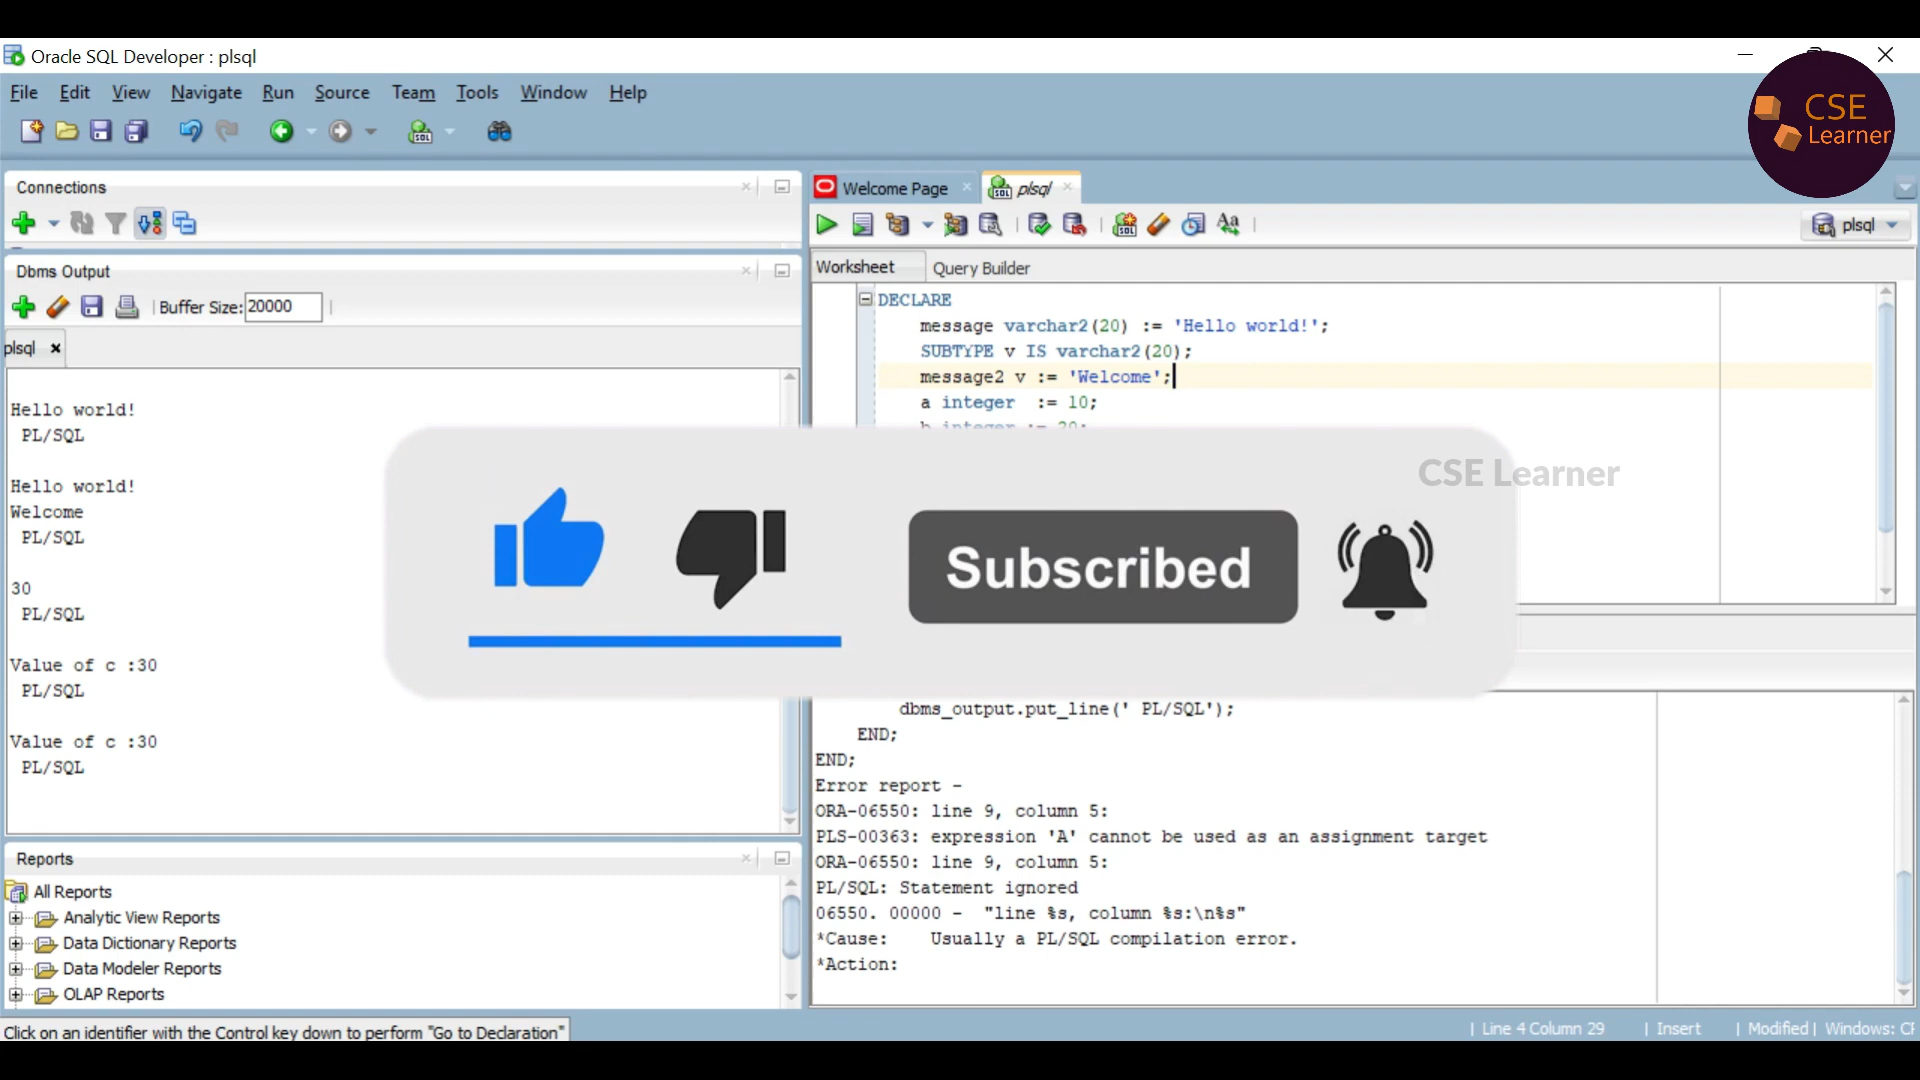 Oracle SQL Developer : plsql
File Edit View Navigate Run Source Team Tools Window Help
CSE
Learner
Connections
Welcome Page
plsql
plsql
Worksheet
Query Builder
Dbms Output
Buffer Size: 20000
plsql
Hello world!
PL/SQL
Hello world!
Welcome
PL/SQL
30
PL/SQL
Value of c :30
PL/SQL
Value of c :30
PL/SQL
DECLARE
message varchar2(20) := 'Hello world!';
SUBTYPE v IS varchar2(20);
message2 v := 'Welcome';
a integer  := 10;
b integer := 20;
CSE Learner
Subscribed
dbms_output.put_line(' PL/SQL');
END;
END;
Error report -
ORA-06550: line 9, column 5:
PLS-00363: expression 'A' cannot be used as an assignment target
ORA-06550: line 9, column 5:
PL/SQL: Statement ignored
06550. 00000 -  "line %s, column %s:\n%s"
*Cause:    Usually a PL/SQL compilation error.
*Action:
Reports
All Reports
Analytic View Reports
Data Dictionary Reports
Data Modeler Reports
OLAP Reports
Click on an identifier with the Control key down to perform "Go to Declaration"
| Line 4 Column 29 | Insert | Modified | Windows: